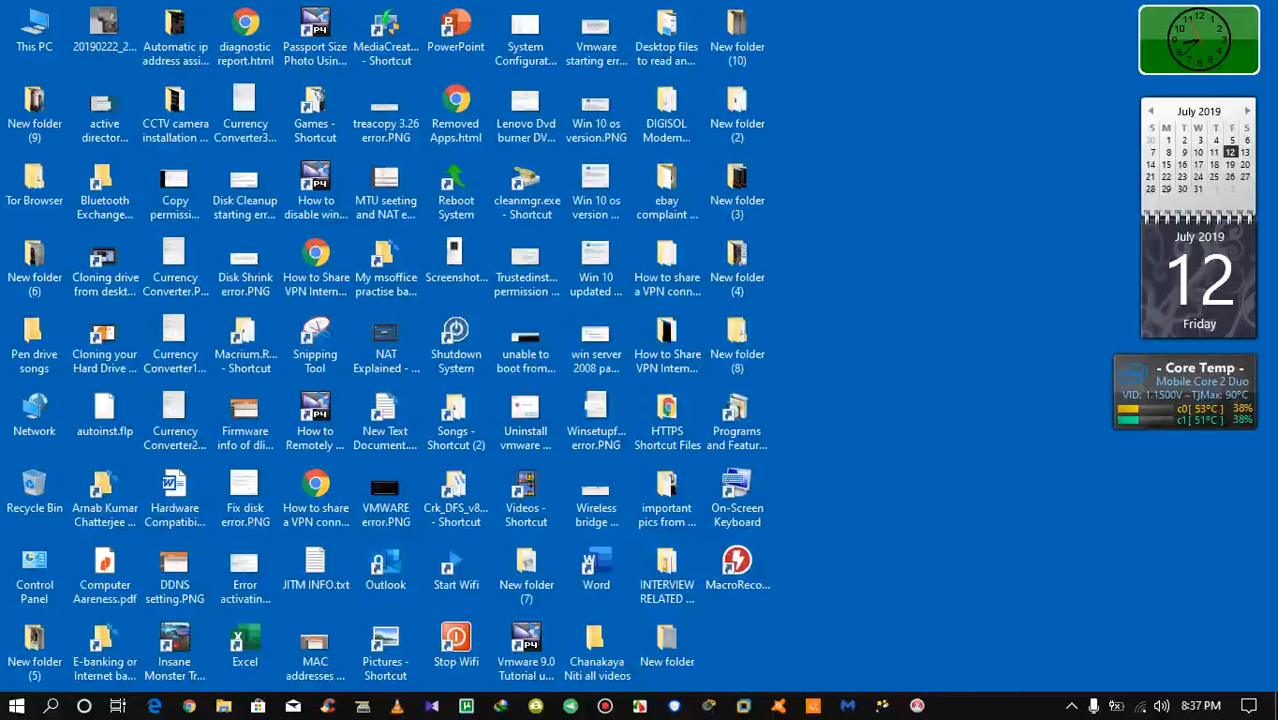 This PC
20190222_2...
Automatic ip
address assi...
diagnostic
report.html
Passport Size
Photo Usin...
MediaCreat...
- Shortcut
PowerPoint
System
Configurat...
Vmware
starting err...
Desktop files
to read an...
New folder
(10)
New folder
(9)
active
director...
CCTV camera
installation ...
Currency
Converter3...
Games -
Shortcut
treacopy 3.26
error.PNG
Removed
Apps.html
Lenovo Dvd
burner DV...
Win 10 os
version.PNG
DIGISOL
Modem...
New folder
(2)
Tor Browser
Bluetooth
Exchange...
Copy
permissi...
Disk Cleanup
starting err...
How to
disable win...
MTU seeting
and NAT e...
Reboot
System
cleanmgr.exe
- Shortcut
Win 10 os
version ...
ebay
complaint ...
New folder
(3)
New folder
(6)
Cloning drive
from deskt...
Currency
Converter.P...
Disk Shrink
error.PNG
How to Share
VPN Intern...
My msoffice
practise ba...
Screenshot...
Trustedinst...
permission ...
Win 10
updated ...
How to share
a VPN conn...
New folder
(4)
Pen drive
songs
Cloning your
Hard Drive ...
Currency
Converter1...
Macrium.R...
- Shortcut
Snipping
Tool
NAT
Explained - ...
Shutdown
System
unable to
boot from...
win server
2008 pa...
How to Share
VPN Intern...
New folder
(8)
Network
autoinst.flp
Currency
Converter2...
Firmware
info of dli...
How to
Remotely ...
New Text
Document....
Songs -
Shortcut (2)
Uninstall
vmware ...
Winsetupf...
error.PNG
HTTPS
Shortcut Files
Programs
and Featur...
Recycle Bin
Arnab Kumar
Chatterjee ...
Hardware
Compatibi...
Fix disk
error.PNG
How to share
a VPN conn...
VMWARE
error.PNG
Crk_DFS_v8...
- Shortcut
Videos -
Shortcut
Wireless
bridge ...
important
pics from ...
On-Screen
Keyboard
Control
Panel
Computer
Aareness.pdf
DDNS
setting.PNG
Error
activatin...
JITM INFO.txt
Outlook
Start Wifi
New folder
(7)
Word
INTERVIEW
RELATED ...
MacroReco...
New folder
(5)
E-banking or
Internet ba...
Insane
Monster Tr...
Excel
MAC
addresses ...
Pictures -
Shortcut
Stop Wifi
Vmware 9.0
Tutorial u...
Chanakaya
Niti all videos
New folder
July 2019
S M T W T F S
30 1 2 3 4 5 6
7 8 9 10 11 12 13
14 15 16 17 18 19 20
21 22 23 24 25 26 27
28 29 30 31 1 2 3
July 2019
12
Friday
- Core Temp -
Mobile Core 2 Duo
VID: 1.1500V - TJMax: 90°C
c0[ 53°C ] 38%
c1[ 51°C ] 38%
8:37 PM